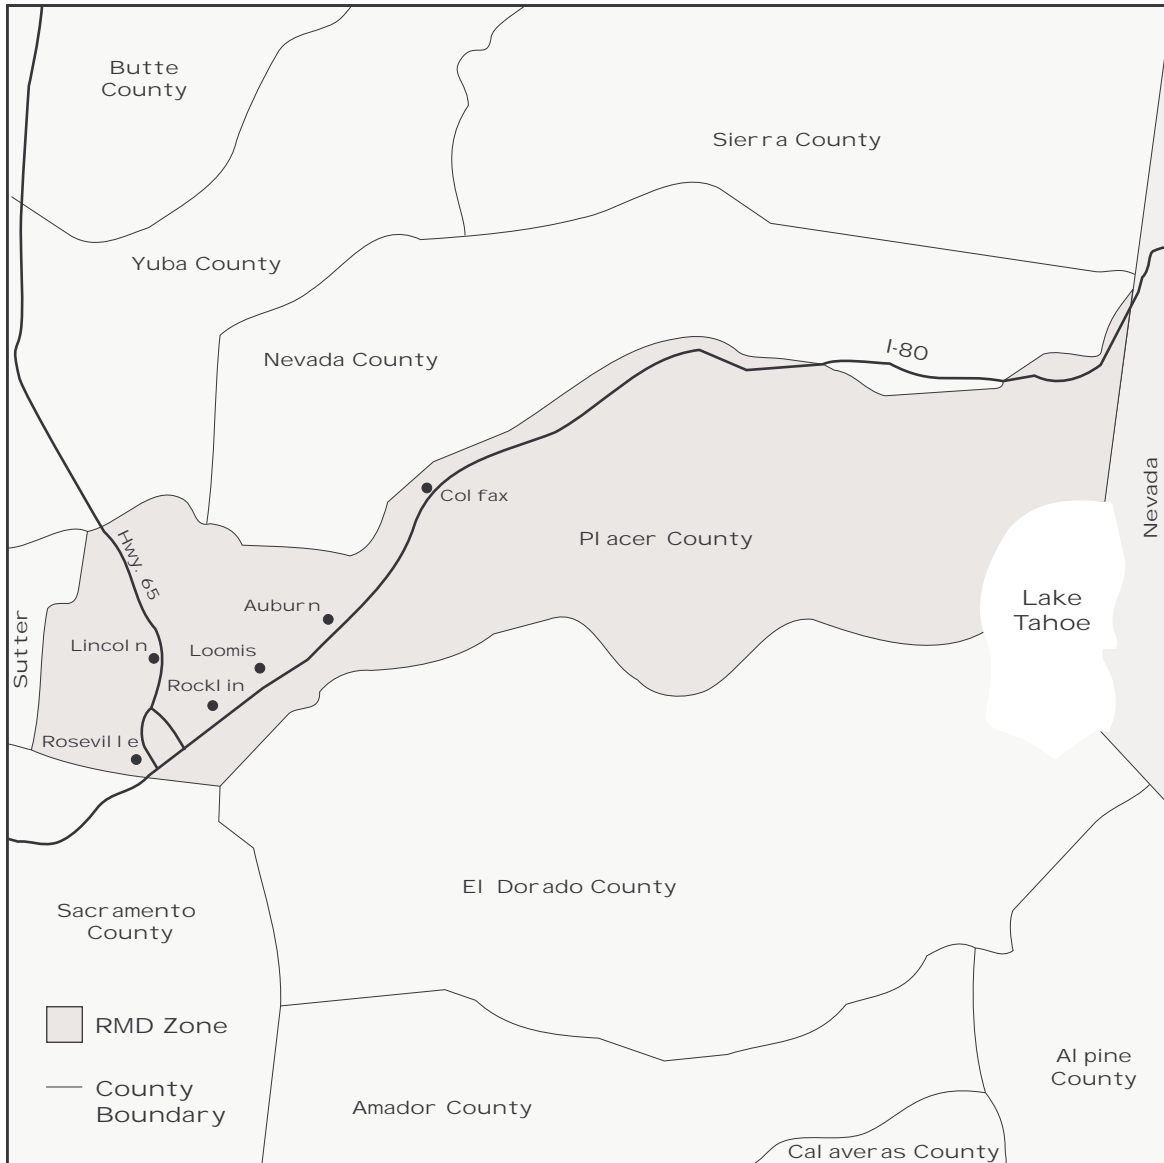 Butte
County
Sierra County
Yuba County
I-80
Nevada County
Nevada
Colfax
Placer County
Hwy. 65
Lake
Tahoe
Auburn
Sutter
Lincoln
Loomis
Rocklin
Roseville
El Dorado County
Sacramento
County
RMD Zone
Alpine
County
County
Boundary
Amador County
Calaveras County